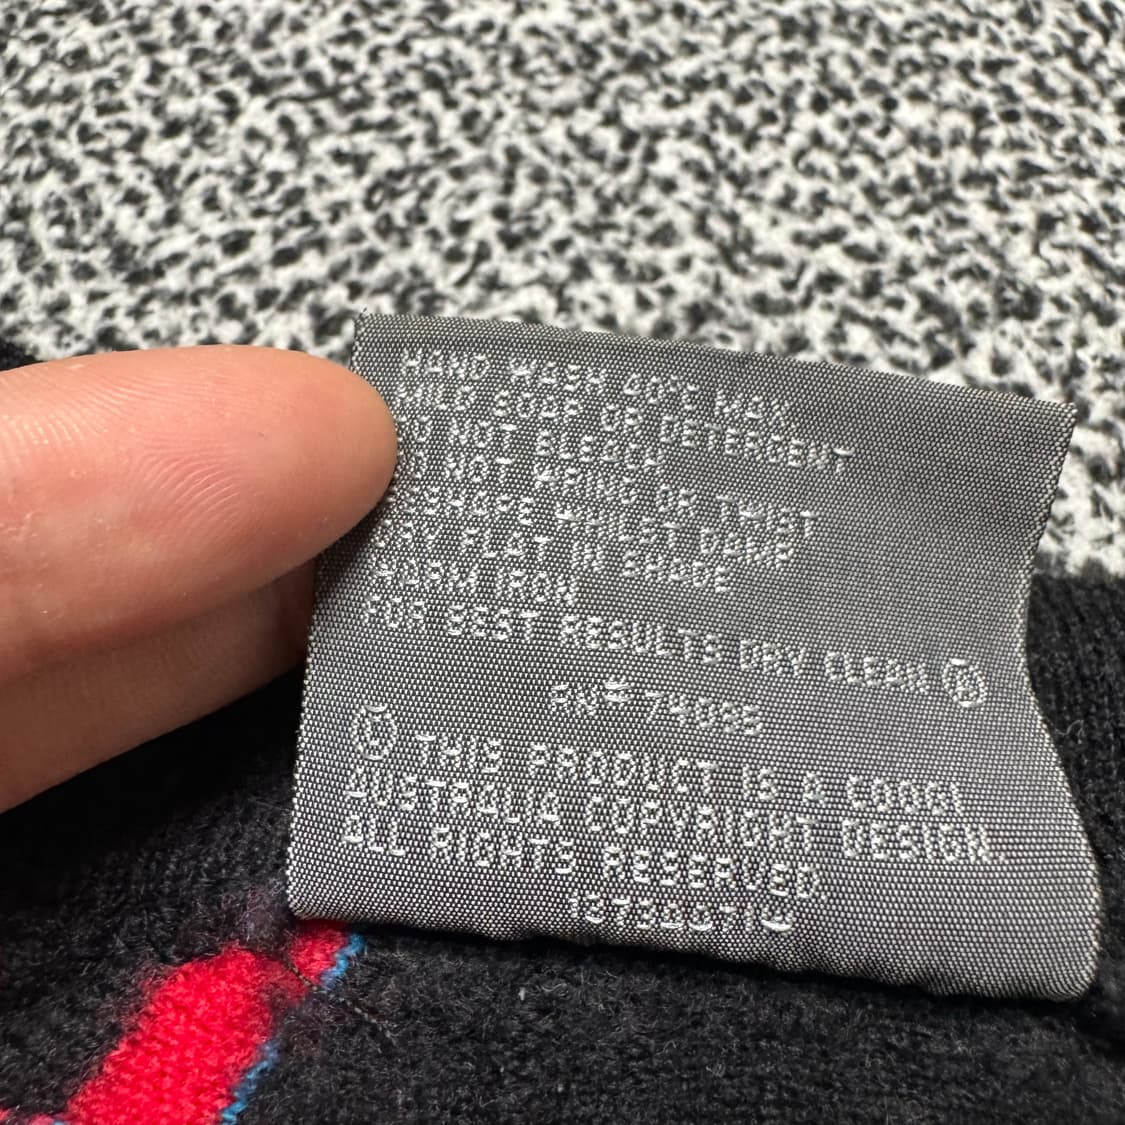 HAND WASH 40°C MAX
MILD SOAP OR DETERGENT
DO NOT BLEACH
DO NOT WRING OR TWIST
RESHAPE WHILST DAMP
DRY FLAT IN SHADE
WARM IRON
FOR BEST RESULTS DRY CLEAN Ⓟ
© THIS PRODUCT IS A COOGI
AUSTRALIA COPYRIGHT DESIGN.
ALL RIGHTS RESERVED